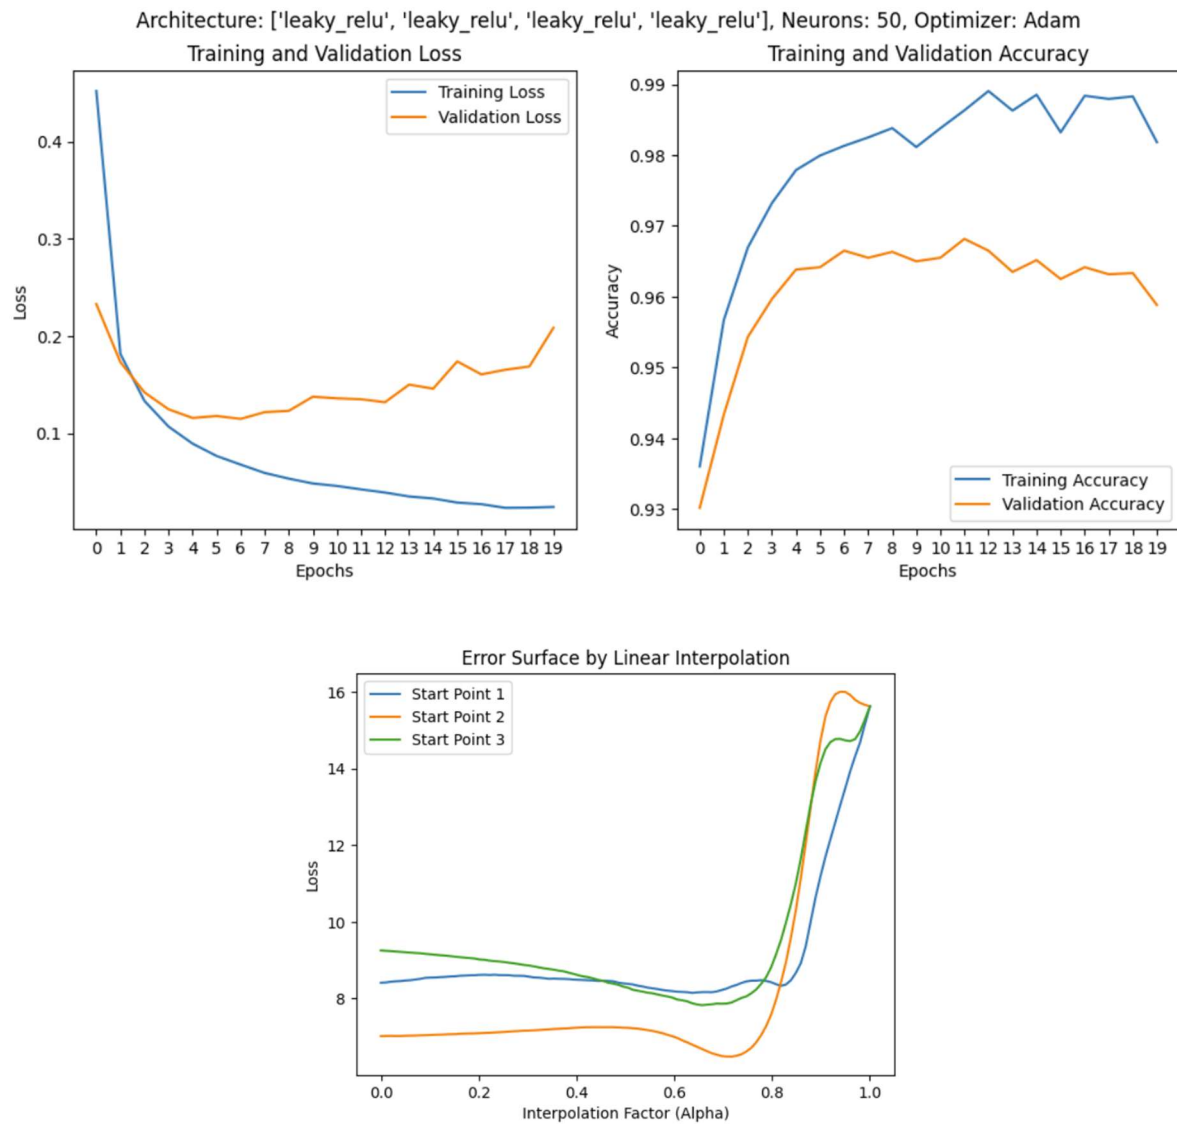 Architecture: ['leaky_relu', 'leaky_relu', 'leaky_relu', 'leaky_relu'], Neurons: 50, Optimizer: Adam
Training and Validation Loss
Training Loss
Validation Loss
Loss
0.4
0.3
0.2
0.1
0 1 2 3 4 5 6 7 8 9 10 11 12 13 14 15 16 17 18 19
Epochs
Training and Validation Accuracy
Accuracy
0.99
0.98
0.97
0.96
0.95
0.94
0.93
Training Accuracy
Validation Accuracy
0 1 2 3 4 5 6 7 8 9 10 11 12 13 14 15 16 17 18 19
Epochs
Error Surface by Linear Interpolation
Start Point 1
Start Point 2
Start Point 3
Loss
16
14
12
10
8
0.0 0.2 0.4 0.6 0.8 1.0
Interpolation Factor (Alpha)